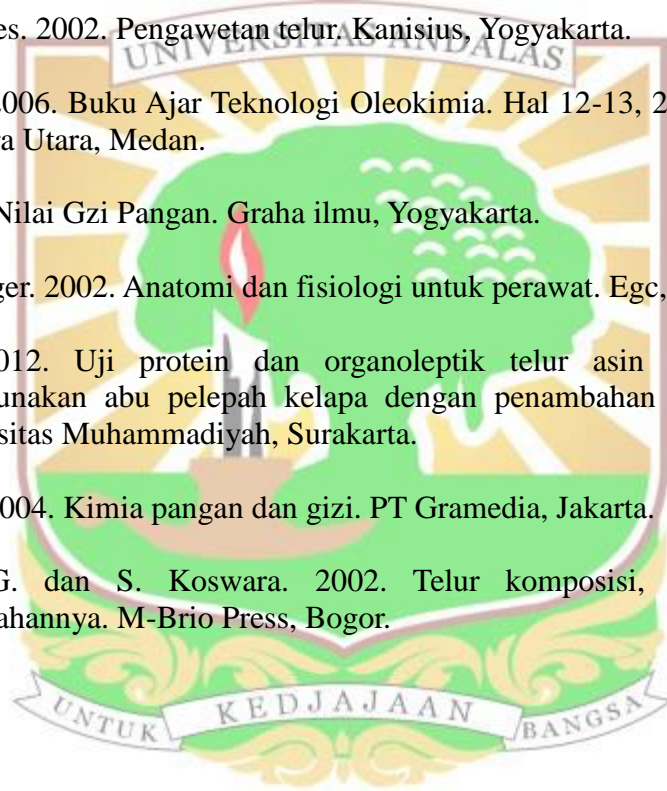 es. 2002. Pengawetan telur. Kanisius, Yogyakarta.
UNIVERSITAS ANDALAS
2006. Buku Ajar Teknologi Oleokimia. Hal 12-13, 2
ra Utara, Medan.
Nilai Gzi Pangan. Graha ilmu, Yogyakarta.
ger. 2002. Anatomi dan fisiologi untuk perawat. Egc,
012. Uji protein dan organoleptik telur asin
unakan abu pelepah kelapa dengan penambahan
sitas Muhammadiyah, Surakarta.
2004. Kimia pangan dan gizi. PT Gramedia, Jakarta.
G. dan S. Koswara. 2002. Telur komposisi,
ahannya. M-Brio Press, Bogor.
UNTUK KEDJAJAAN BANGSA